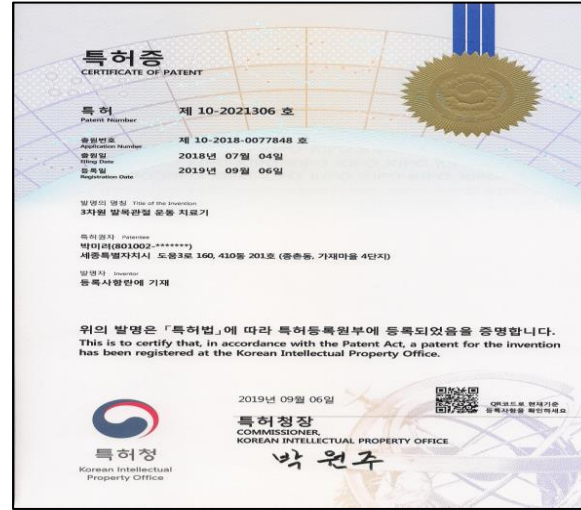 특허증
CERTIFICATE OF PATENT
특 허 제 10-2021306 호
Patent Number
출원번호 제 10-2018-0077848 호
Application Number
출원일 2018년 07월 04일
Filing Date
등록일 2019년 09월 06일
Registration Date
발명의 명칭 Title of the Invention
3차원 발목관절 운동 치료기
특허권자 Patentee
박미러(801002-*******)
세종특별자치시 도움3로 160, 410동 201호 (종촌동, 가재마을 4단지)
발명자 Inventor
등록사항란에 기재
위의 발명은 「특허법」에 따라 특허등록원부에 등록되었음을 증명합니다.
This is to certify that, in accordance with the Patent Act, a patent for the invention
has been registered at the Korean Intellectual Property Office.
2019년 09월 06일
QR코드로 현재기준
등록사항을 확인하세요
특허청장
COMMISSIONER,
KOREAN INTELLECTUAL PROPERTY OFFICE
박원주
특허청
Korean Intellectual
Property Office